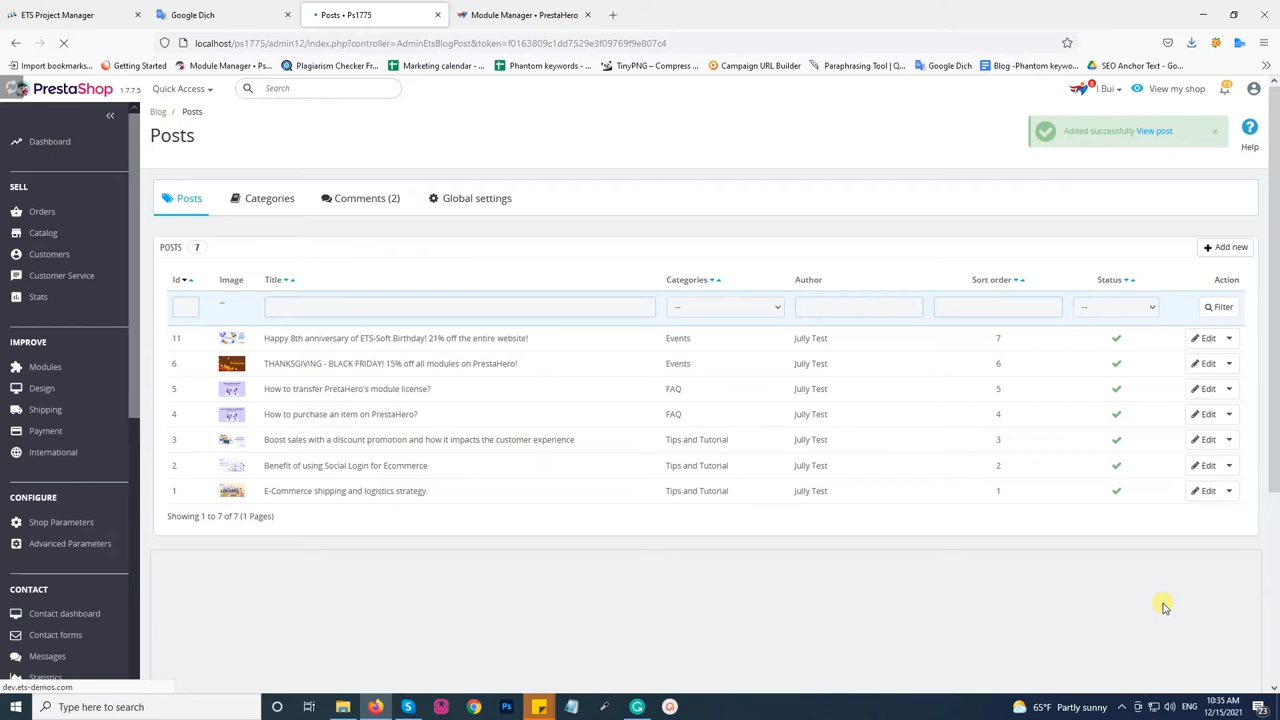 ETS Project Manager
Google Dịch
Posts • Ps1775
Module Manager • PrestaHero
localhost/ps1775/admin12/index.php?controller=AdminEtsBlogPost&token=
Import bookmarks...
Getting Started
Module Manager • Pres...
Plagiarism Checker Fr...
Marketing calendar - ...
Phantom keywords - ...
TinyPNG – Compress ...
Campaign URL Builder
Paraphrasing Tool | Q...
Google Dịch
Blog -Phantom keywo...
SEO Anchor Text - Go...
PrestaShop 1.7.7.5
Quick Access
Search
8
I.Bui
View my shop
Blog / Posts
Posts
Added successfully View post ×
Help
Dashboard
SELL
Orders
Catalog
Customers
Customer Service
Stats
IMPROVE
Modules
Design
Shipping
Payment
International
CONFIGURE
Shop Parameters
Advanced Parameters
CONTACT
Contact dashboard
Contact forms
Messages
Statistics
Posts
Categories
Comments (2)
Global settings
POSTS 7
Add new
Id Image Title Categories Author Sort order Status Action
-- -- -- Filter
11 Happy 8th anniversary of ETS-Soft Birthday! 21% off the entire website! Events Jully Test 7 Edit
6 THANKSGIVING - BLACK FRIDAY! 15% off all modules on PrestaHero! Events Jully Test 6 Edit
5 How to transfer PretaHero's module license? FAQ Jully Test 5 Edit
4 How to purchase an item on PrestaHero? FAQ Jully Test 4 Edit
3 Boost sales with a discount promotion and how it impacts the customer experience Tips and Tutorial Jully Test 3 Edit
2 Benefit of using Social Login for Ecommerce Tips and Tutorial Jully Test 2 Edit
1 E-Commerce shipping and logistics strategy. Tips and Tutorial Jully Test 1 Edit
Showing 1 to 7 of 7 (1 Pages)
dev.ets-demos.com
Type here to search
65°F Partly sunny
10:35 AM
12/15/2021
23